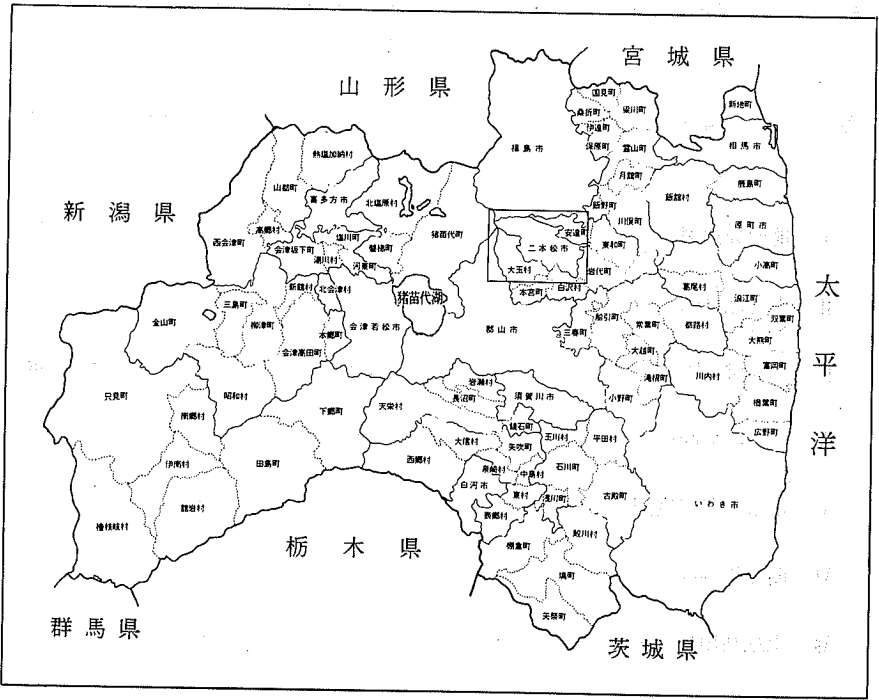 宮城県
山形県
国見町
梁川町
新地町
桑折町
伊達町
福島市
保原町
霊山町
相馬市
熱塩加納村
月舘町
鹿島町
山都町
喜多方市
北塩原村
飯野町
飯舘村
新潟県
川俣町
原町市
高郷村
塩川町
猪苗代町
安達町
西会津町
会津坂下町
磐梯町
二本松市
東和町
湯川村
河東町
大玉村
岩代町
小高町
新鶴村
北会津村
猪苗代湖
本宮町
白沢村
葛尾村
浪江町
太平洋
三島町
金山町
柳津町
会津若松市
郡山市
三春町
船引町
常葉町
都路村
双葉町
本郷町
大熊町
会津高田町
大越町
只見町
昭和村
岩瀬村
滝根町
川内村
富岡町
南郷村
下郷町
天栄村
長沼町
須賀川市
小野町
楢葉町
鏡石町
伊南村
田島町
大信村
矢吹町
玉川村
平田村
広野町
西郷村
泉崎村
中島村
石川町
白河市
舘岩村
東村
浅川町
古殿町
いわき市
檜枝岐村
表郷村
棚倉町
鮫川村
栃木県
塙町
群馬県
矢祭町
茨城県